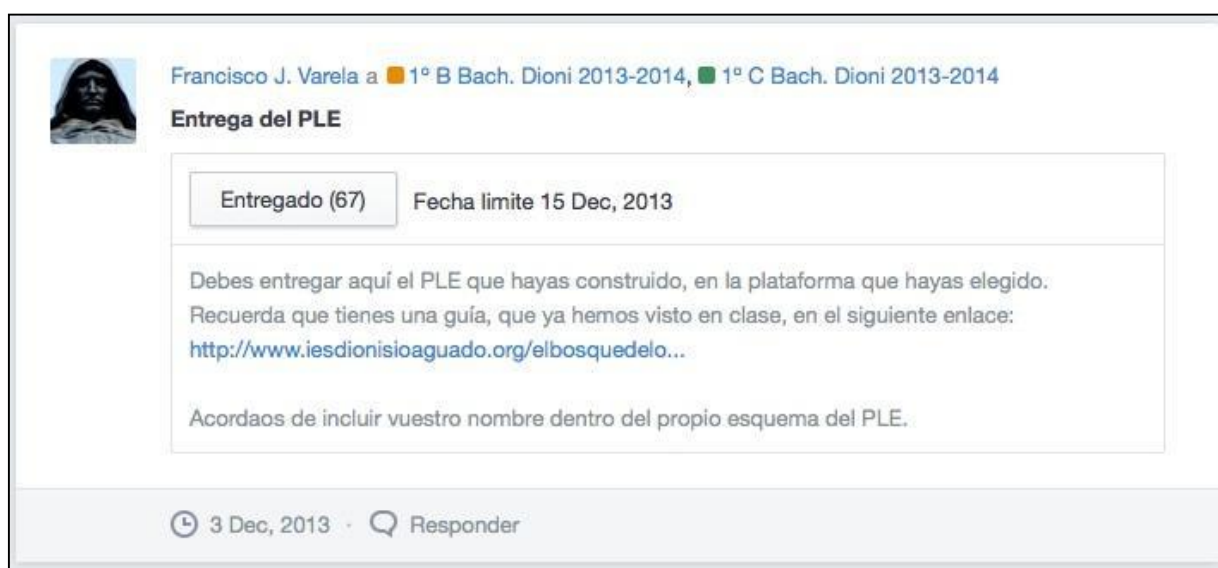 Francisco J. Varela a 1º B Bach. Dioni 2013-2014, 1º C Bach. Dioni 2013-2014
Entrega del PLE
Entregado (67) Fecha limite 15 Dec, 2013
Debes entregar aquí el PLE que hayas construido, en la plataforma que hayas elegido.
Recuerda que tienes una guía, que ya hemos visto en clase, en el siguiente enlace:
http://www.iesdionisioaguado.org/elbosquedelo...
Acordaos de incluir vuestro nombre dentro del propio esquema del PLE.
3 Dec, 2013 · Responder